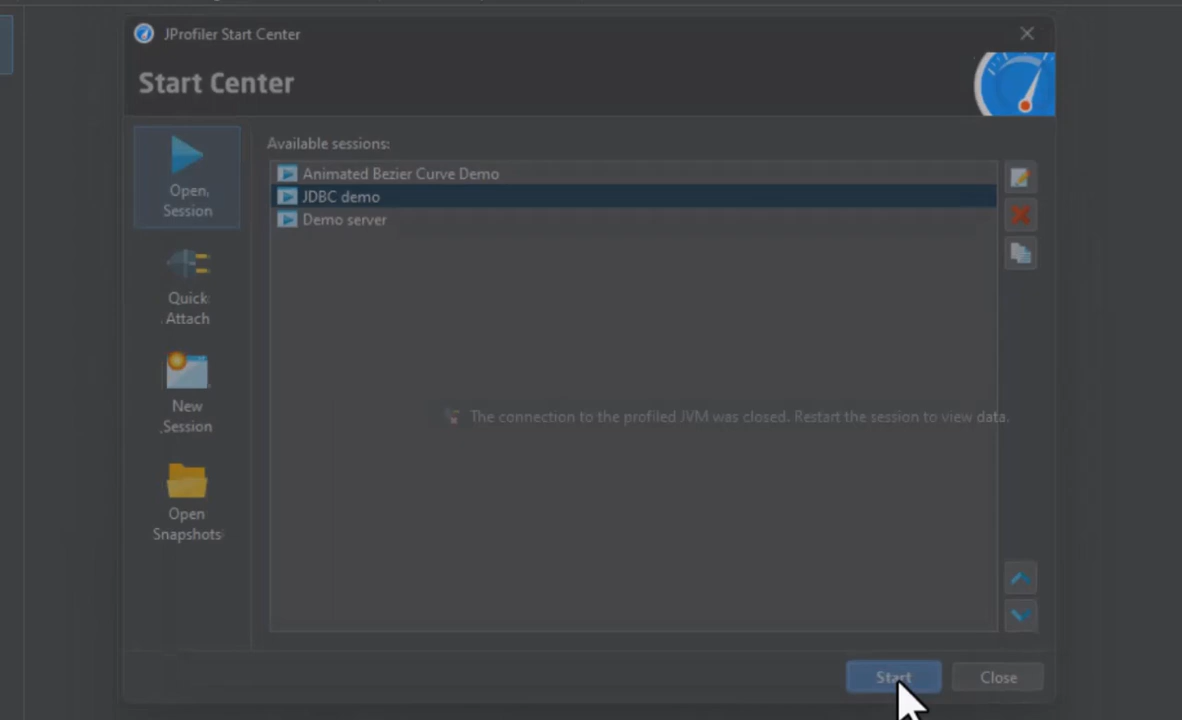 JProfiler Start Center
Start Center
Open
Session
Quick
Attach
New
Session
Open
Snapshots
Available sessions:
Animated Bezier Curve Demo
JDBC demo
Demo server
The connection to the profiled JVM was closed. Restart the session to view data.
Start
Close